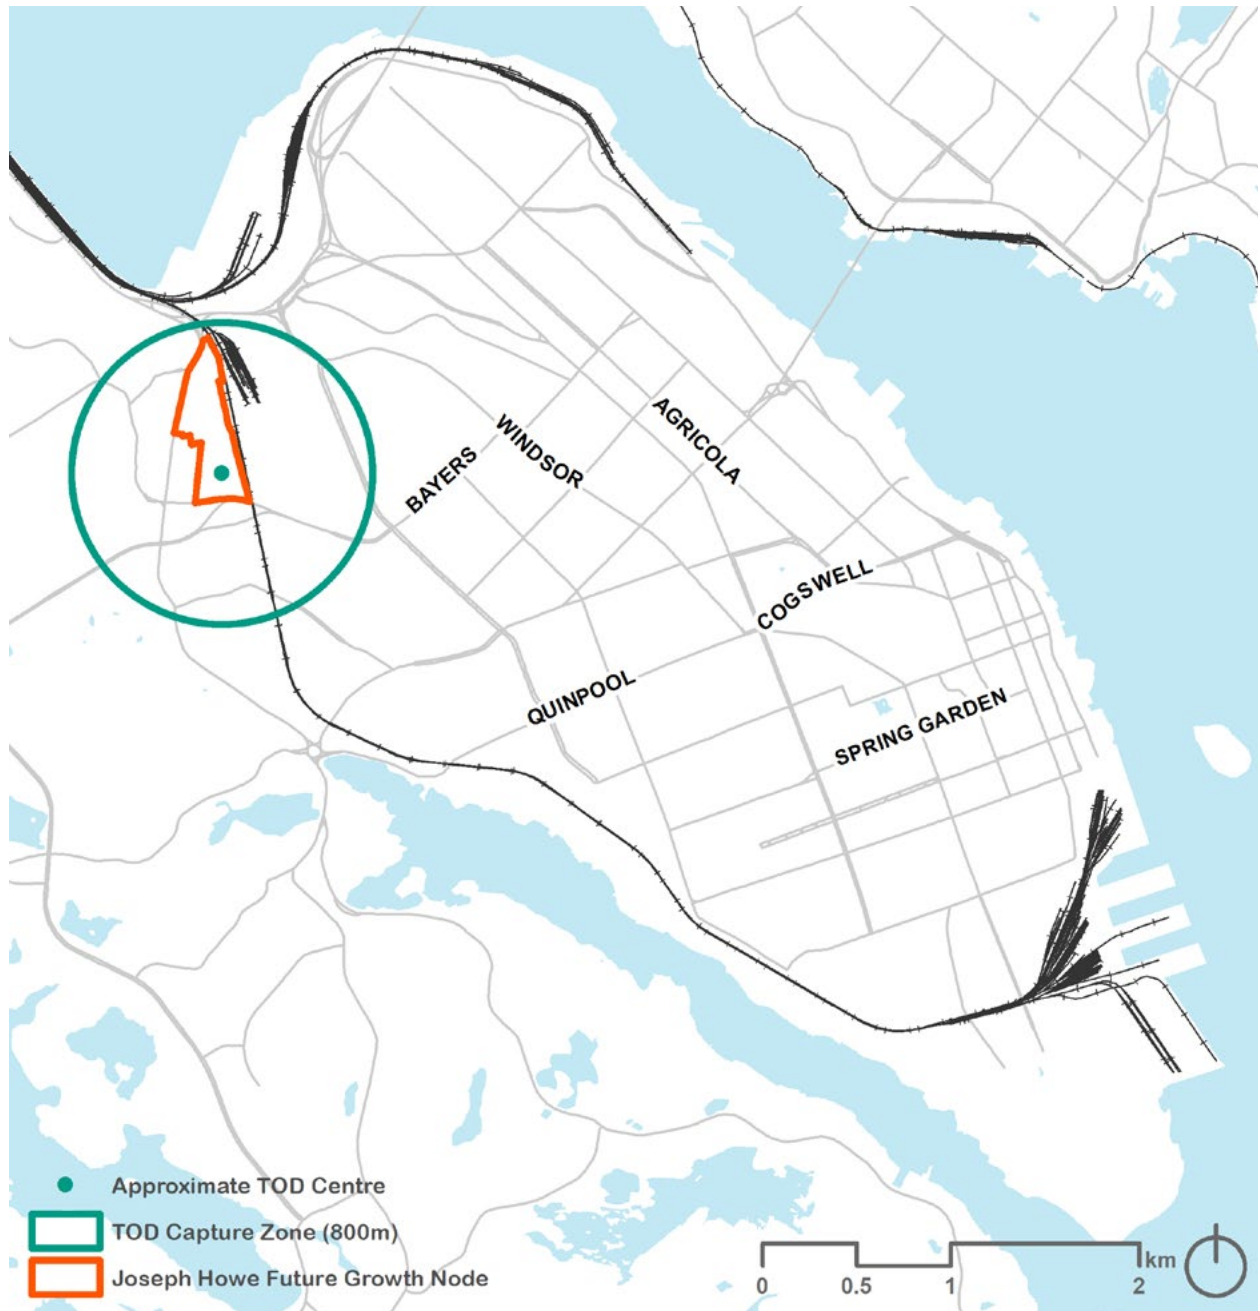 AGRICOLA
WINDSOR
BAYERS
COGSWELL
QUINPOOL
SPRING GARDEN
Approximate TOD Centre
TOD Capture Zone (800m)
Joseph Howe Future Growth Node
km
0 0.5 1 2